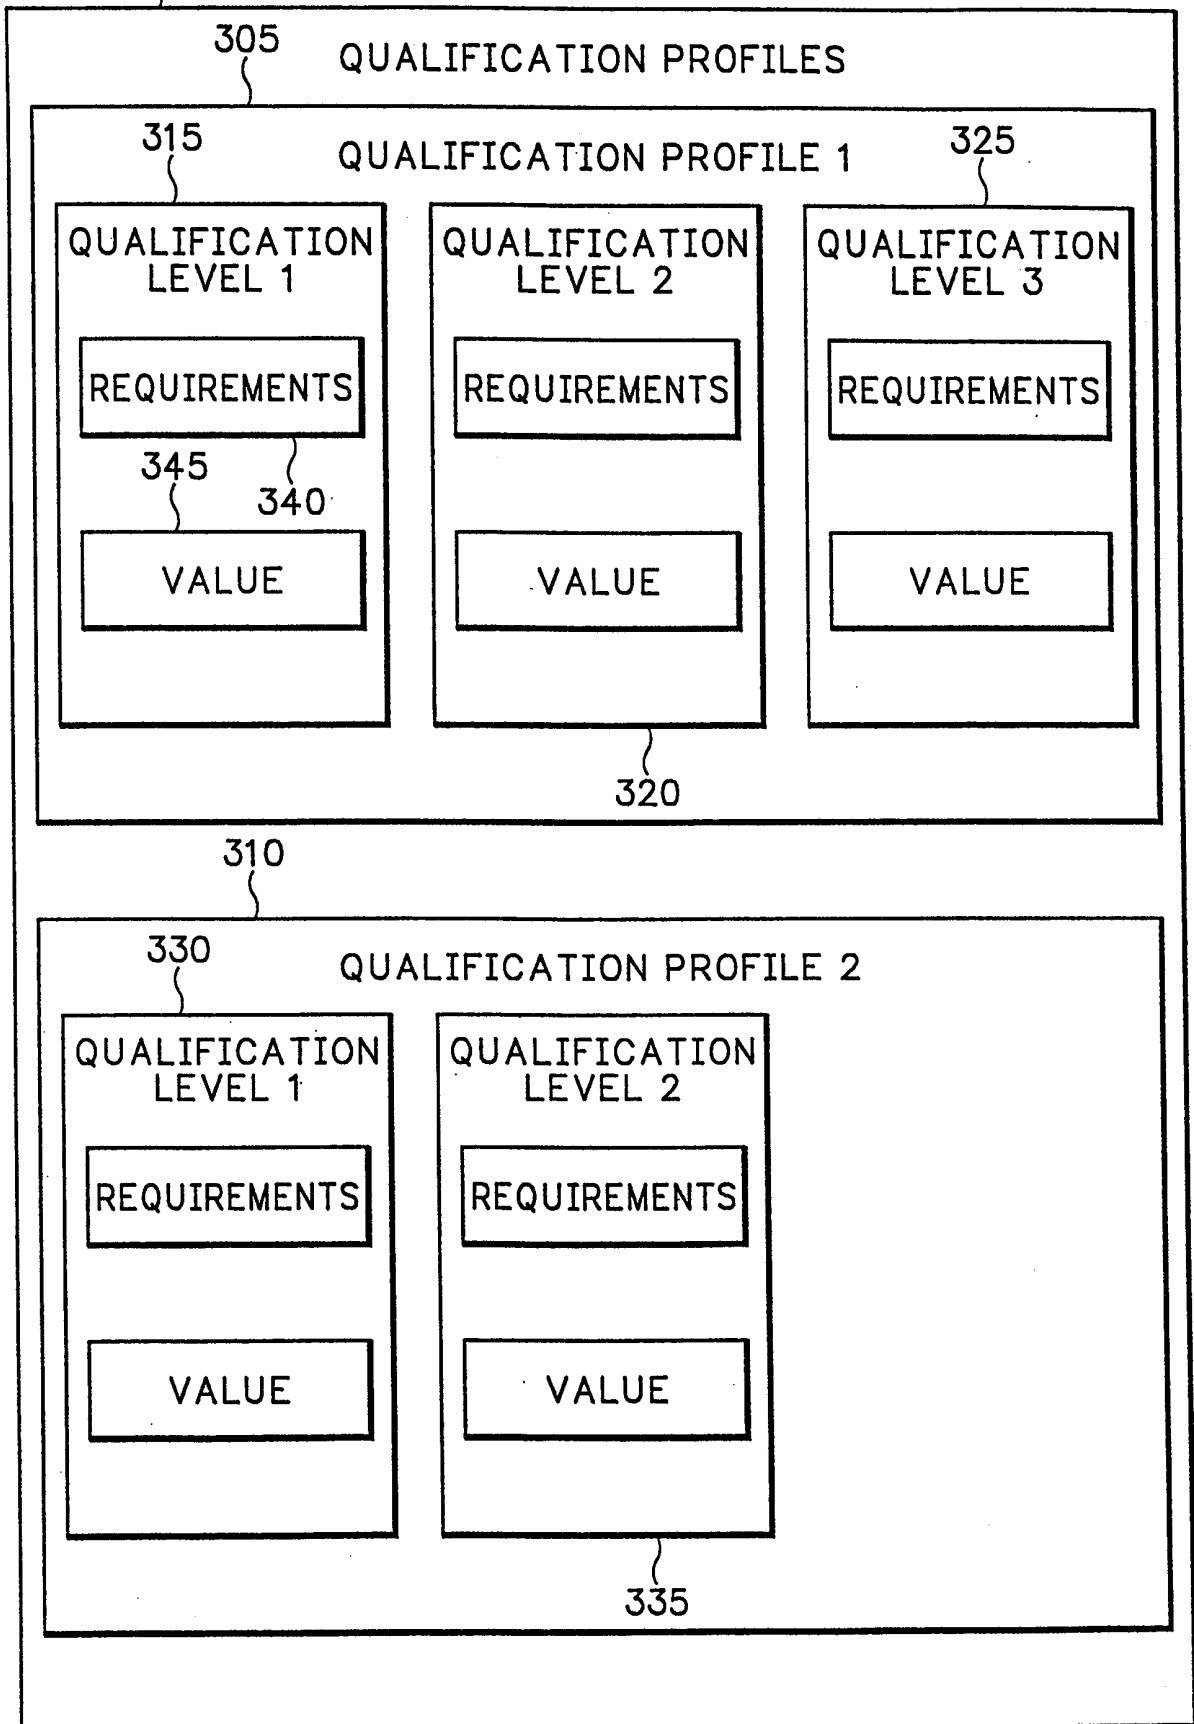 305
QUALIFICATION PROFILES
315
QUALIFICATION PROFILE 1
325
QUALIFICATION
LEVEL 1
QUALIFICATION
LEVEL 2
QUALIFICATION
LEVEL 3
REQUIREMENTS
REQUIREMENTS
REQUIREMENTS
345
340
VALUE
VALUE
VALUE
320
310
330
QUALIFICATION PROFILE 2
QUALIFICATION
LEVEL 1
QUALIFICATION
LEVEL 2
REQUIREMENTS
REQUIREMENTS
VALUE
VALUE
335